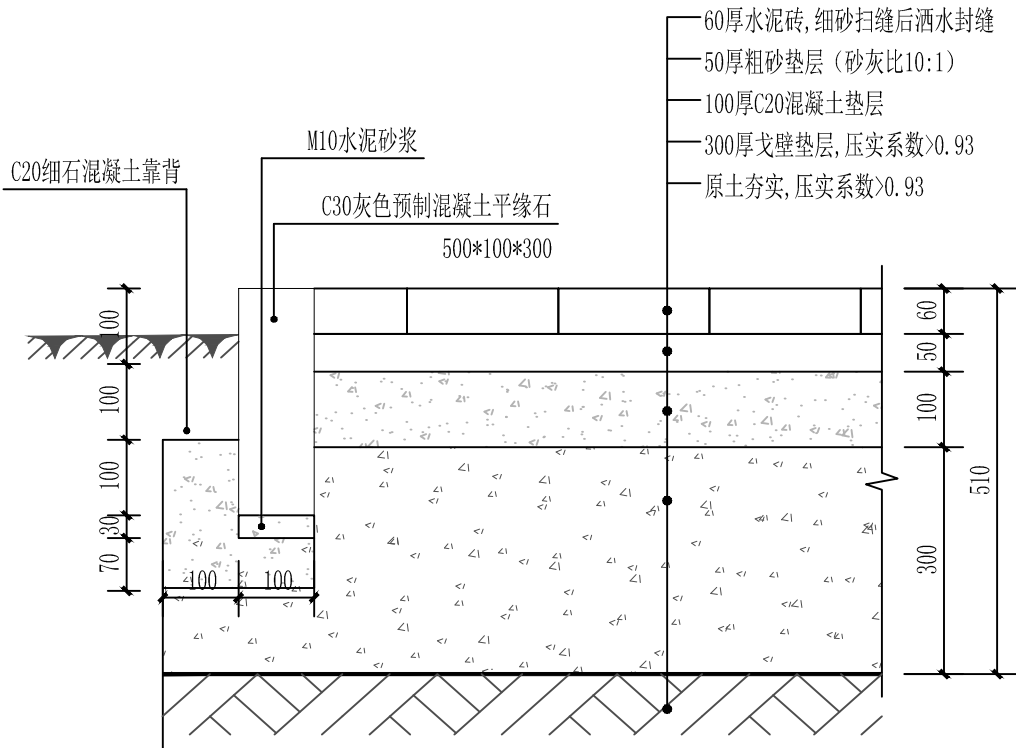 60厚水泥砖,细砂扫缝后洒水封缝
50厚粗砂垫层（砂灰比10:1）
100厚C20混凝土垫层
300厚戈壁垫层,压实系数>0.93
原土夯实,压实系数>0.93
M10水泥砂浆
C20细石混凝土靠背
C30灰色预制混凝土平缘石
500*100*300
100
100
100
30
70
100
100
60
50
100
300
510